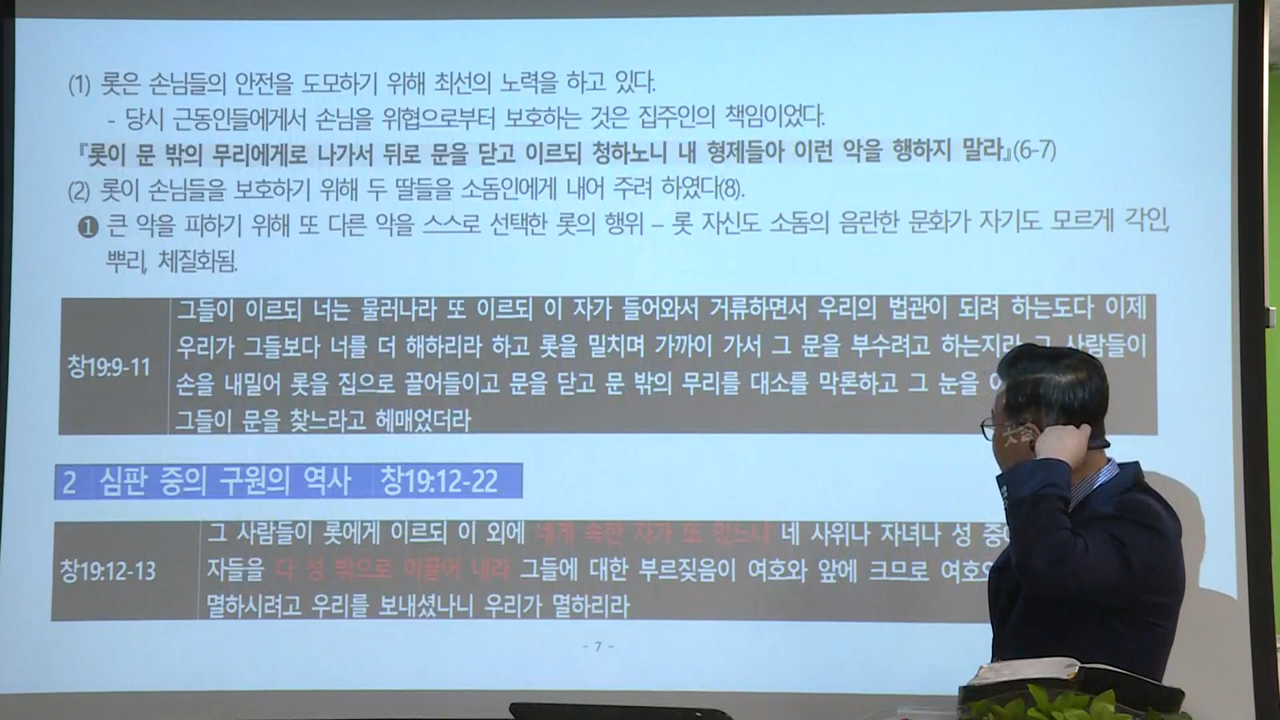 (1) 롯은 손님들의 안전을 도모하기 위해 최선의 노력을 하고 있다.
- 당시 근동인들에게서 손님을 위협으로부터 보호하는 것은 집주인의 책임이었다.
『롯이 문 밖의 무리에게로 나가서 뒤로 문을 닫고 이르되 청하노니 내 형제들아 이런 악을 행하지 말라』(6-7)
(2) 롯이 손님들을 보호하기 위해 두 딸들을 소돔인에게 내어 주려 하였다(8).
❶ 큰 악을 피하기 위해 또 다른 악을 스스로 선택한 롯의 행위 – 롯 자신도 소돔의 음란한 문화가 자기도 모르게 각인,
뿌리, 체질화됨.
창19:9-11
그들이 이르되 너는 물러나라 또 이르되 이 자가 들어와서 거류하면서 우리의 법관이 되려 하는도다 이제
우리가 그들보다 너를 더 해하리라 하고 롯을 밀치며 가까이 가서 그 문을 부수려고 하는지라 그 사람들이
손을 내밀어 롯을 집으로 끌어들이고 문을 닫고 문 밖의 무리를 대소를 막론하고 그 눈을
그들이 문을 찾느라고 헤매었더라
2 심판 중의 구원의 역사 창19:12-22
창19:12-13
그 사람들이 롯에게 이르되 이 외에 네게 속한 자가 또 있느냐 네 사위나 자녀나 성 중
자들을 다 성 밖으로 이끌어 내라 그들에 대한 부르짖음이 여호와 앞에 크므로
멸하시려고 우리를 보내셨나니 우리가 멸하리라
- 7 -